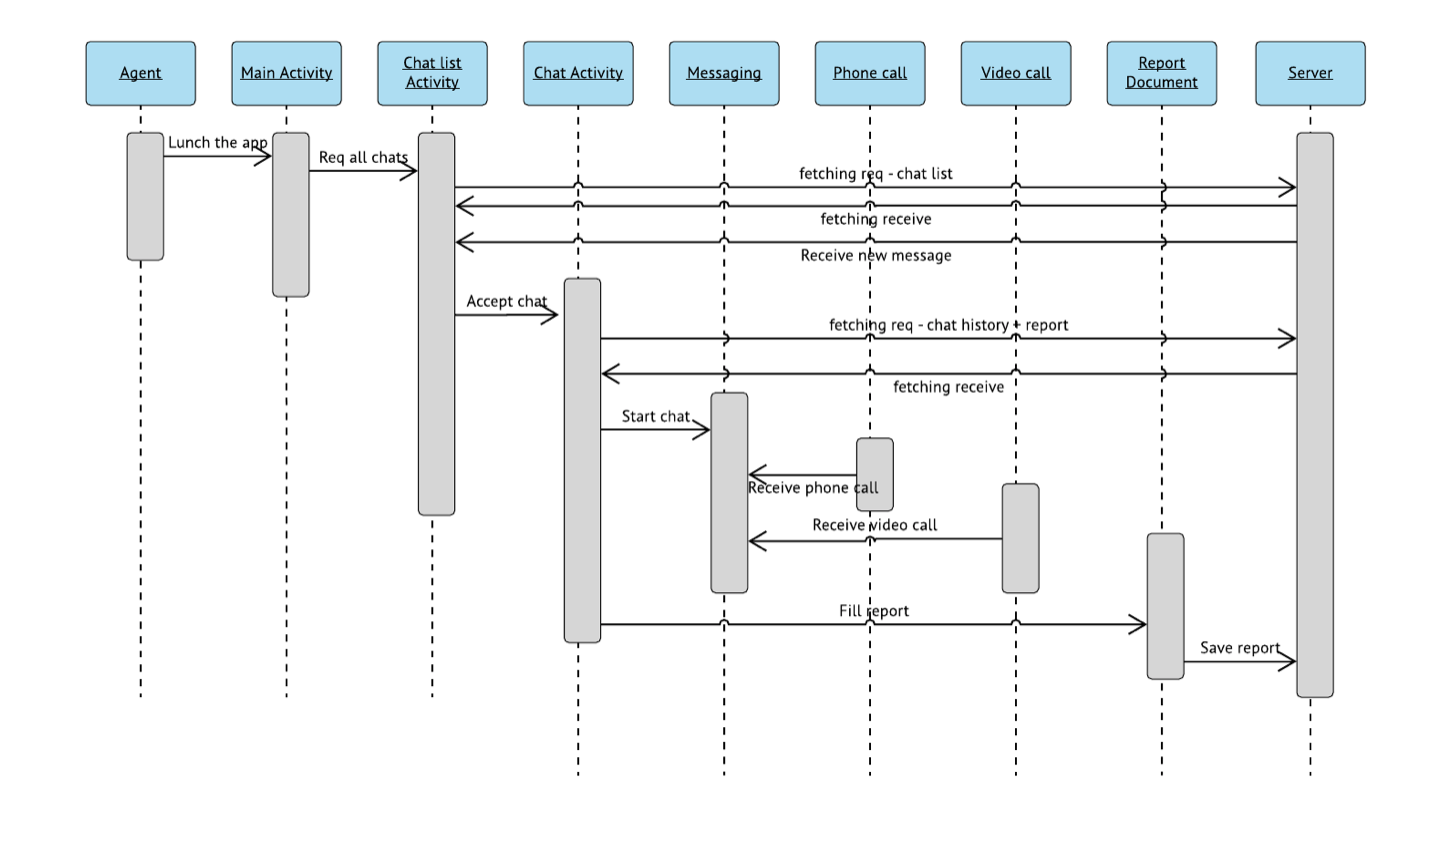 Agent
Main Activity
Chat list
Activity
Chat Activity
Messaging
Phone call
Video call
Report
Document
Server
Lunch the app
Req all chats
fetching req - chat list
fetching receive
Receive new message
Accept chat
fetching req - chat history + report
fetching receive
Start chat
Receive phone call
Receive video call
Fill report
Save report